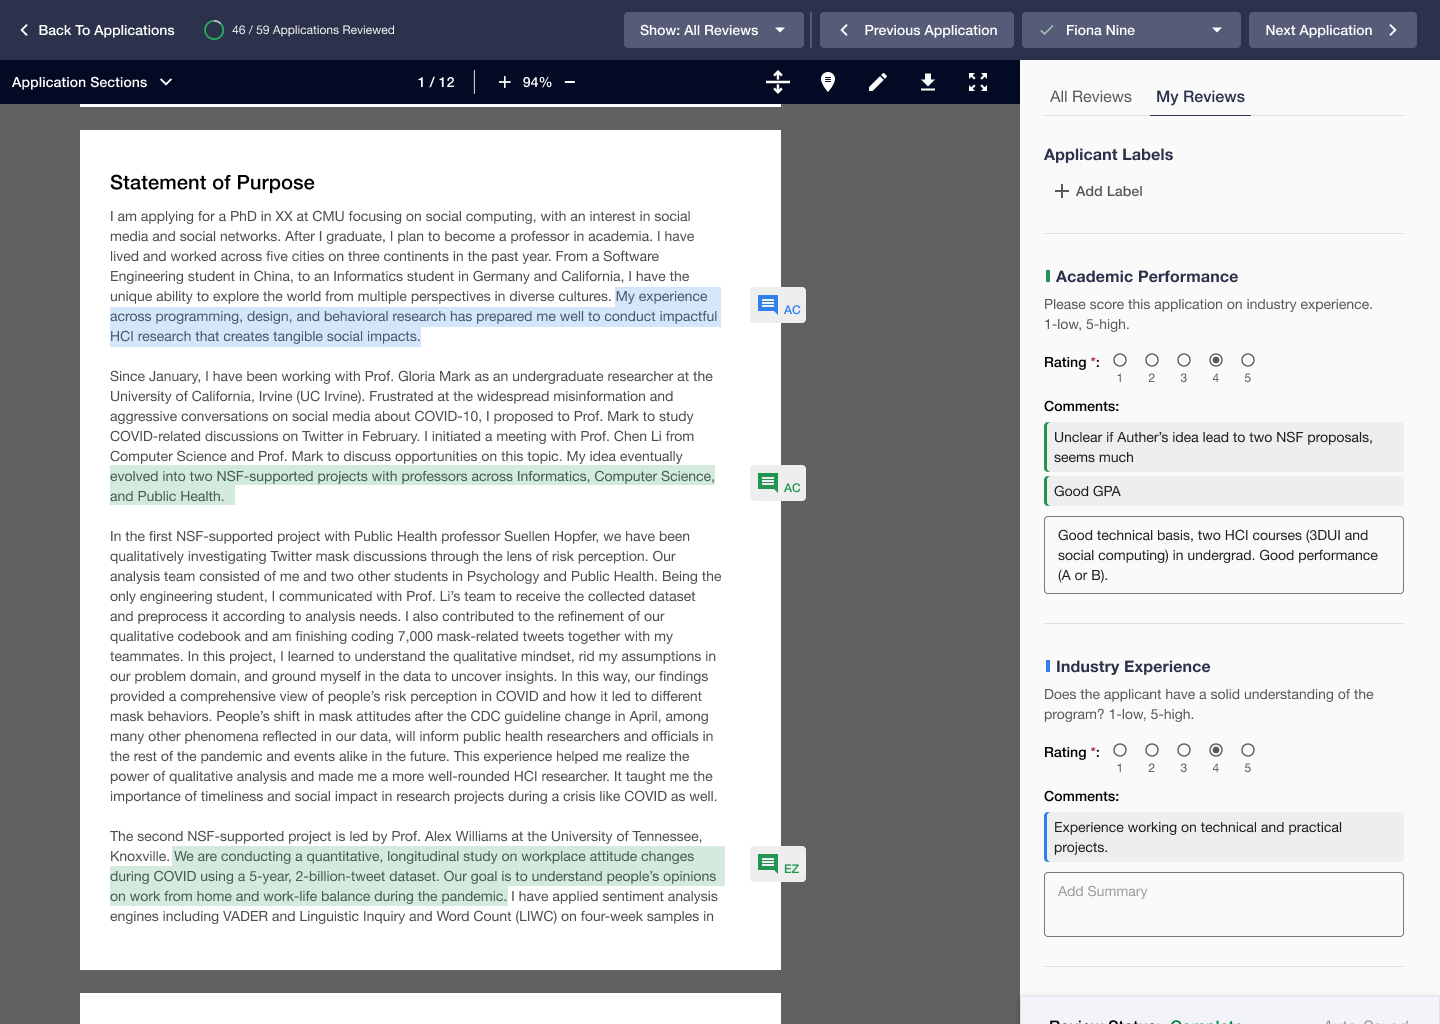 Back To Applications
46 / 59 Applications Reviewed
Show: All Reviews
Previous Application
Fiona Nine
Next Application
Application Sections
1 / 12
94%
Statement of Purpose
I am applying for a PhD in XX at CMU focusing on social computing, with an interest in social
media and social networks. After I graduate, I plan to become a professor in academia. I have
lived and worked across five cities on three continents in the past year. From a Software
Engineering student in China, to an Informatics student in Germany and California, I have the
unique ability to explore the world from multiple perspectives in diverse cultures. My experience
across programming, design, and behavioral research has prepared me well to conduct impactful
HCI research that creates tangible social impacts.
AC
Since January, I have been working with Prof. Gloria Mark as an undergraduate researcher at the
University of California, Irvine (UC Irvine). Frustrated at the widespread misinformation and
aggressive conversations on social media about COVID-10, I proposed to Prof. Mark to study
COVID-related discussions on Twitter in February. I initiated a meeting with Prof. Chen Li from
Computer Science and Prof. Mark to discuss opportunities on this topic. My idea eventually
evolved into two NSF-supported projects with professors across Informatics, Computer Science,
and Public Health.
AC
In the first NSF-supported project with Public Health professor Suellen Hopfer, we have been
qualitatively investigating Twitter mask discussions through the lens of risk perception. Our
analysis team consisted of me and two other students in Psychology and Public Health. Being the
only engineering student, I communicated with Prof. Li's team to receive the collected dataset
and preprocess it according to analysis needs. I also contributed to the refinement of our
qualitative codebook and am finishing coding 7,000 mask-related tweets together with my
teammates. In this project, I learned to understand the qualitative mindset, rid my assumptions in
our problem domain, and ground myself in the data to uncover insights. In this way, our findings
provided a comprehensive view of people's risk perception in COVID and how it led to different
mask behaviors. People's shift in mask attitudes after the CDC guideline change in April, among
many other phenomena reflected in our data, will inform public health researchers and officials in
the rest of the pandemic and events alike in the future. This experience helped me realize the
power of qualitative analysis and made me a more well-rounded HCI researcher. It taught me the
importance of timeliness and social impact in research projects during a crisis like COVID as well.
The second NSF-supported project is led by Prof. Alex Williams at the University of Tennessee,
Knoxville. We are conducting a quantitative, longitudinal study on workplace attitude changes
during COVID using a 5-year, 2-billion-tweet dataset. Our goal is to understand people's opinions
on work from home and work-life balance during the pandemic. I have applied sentiment analysis
engines including VADER and Linguistic Inquiry and Word Count (LIWC) on four-week samples in
EZ
All Reviews
My Reviews
Applicant Labels
Add Label
Academic Performance
Please score this application on industry experience.
1-low, 5-high.
Rating *:
1 2 3 4 5
Comments:
Unclear if Auther's idea lead to two NSF proposals,
seems much
Good GPA
Good technical basis, two HCI courses (3DUI and
social computing) in undergrad. Good performance
(A or B).
Industry Experience
Does the applicant have a solid understanding of the
program? 1-low, 5-high.
Rating *:
1 2 3 4 5
Comments:
Experience working on technical and practical
projects.
Add Summary
Review Status: Complete
Auto-Saved